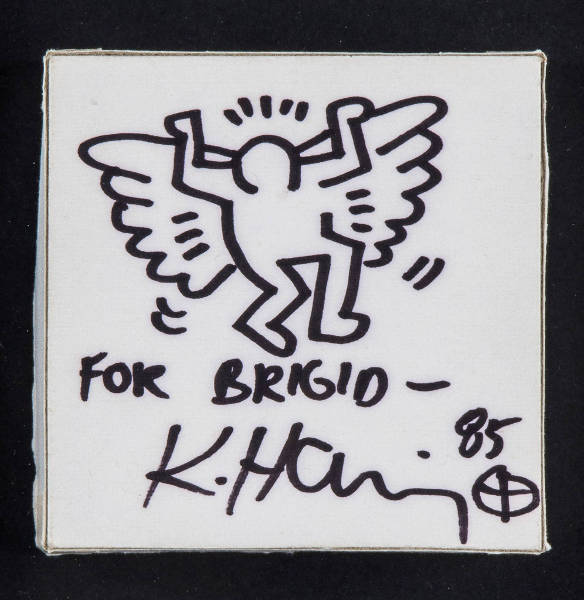 FOR BRIGID —
K. Haring
85